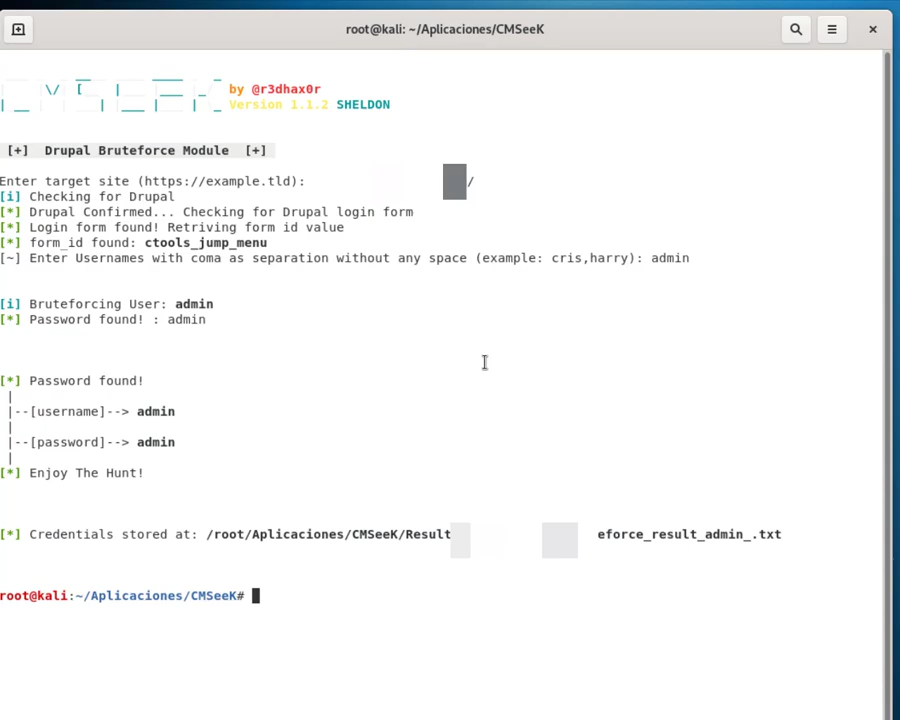 root@kali: ~/Aplicaciones/CMSeeK
by @r3dhax0r
Version 1.1.2 SHELDON
[+] Drupal Bruteforce Module [+]
Enter target site (https://example.tld): /
[i] Checking for Drupal
[*] Drupal Confirmed... Checking for Drupal login form
[*] Login form found! Retriving form id value
[*] form_id found: ctools_jump_menu
[~] Enter Usernames with coma as separation without any space (example: cris,harry): admin
[i] Bruteforcing User: admin
[*] Password found! : admin
[*] Password found!
|
|--[username]--> admin
|
|--[password]--> admin
|
[*] Enjoy The Hunt!
[*] Credentials stored at: /root/Aplicaciones/CMSeeK/Result eforce_result_admin_.txt
root@kali:~/Aplicaciones/CMSeeK#